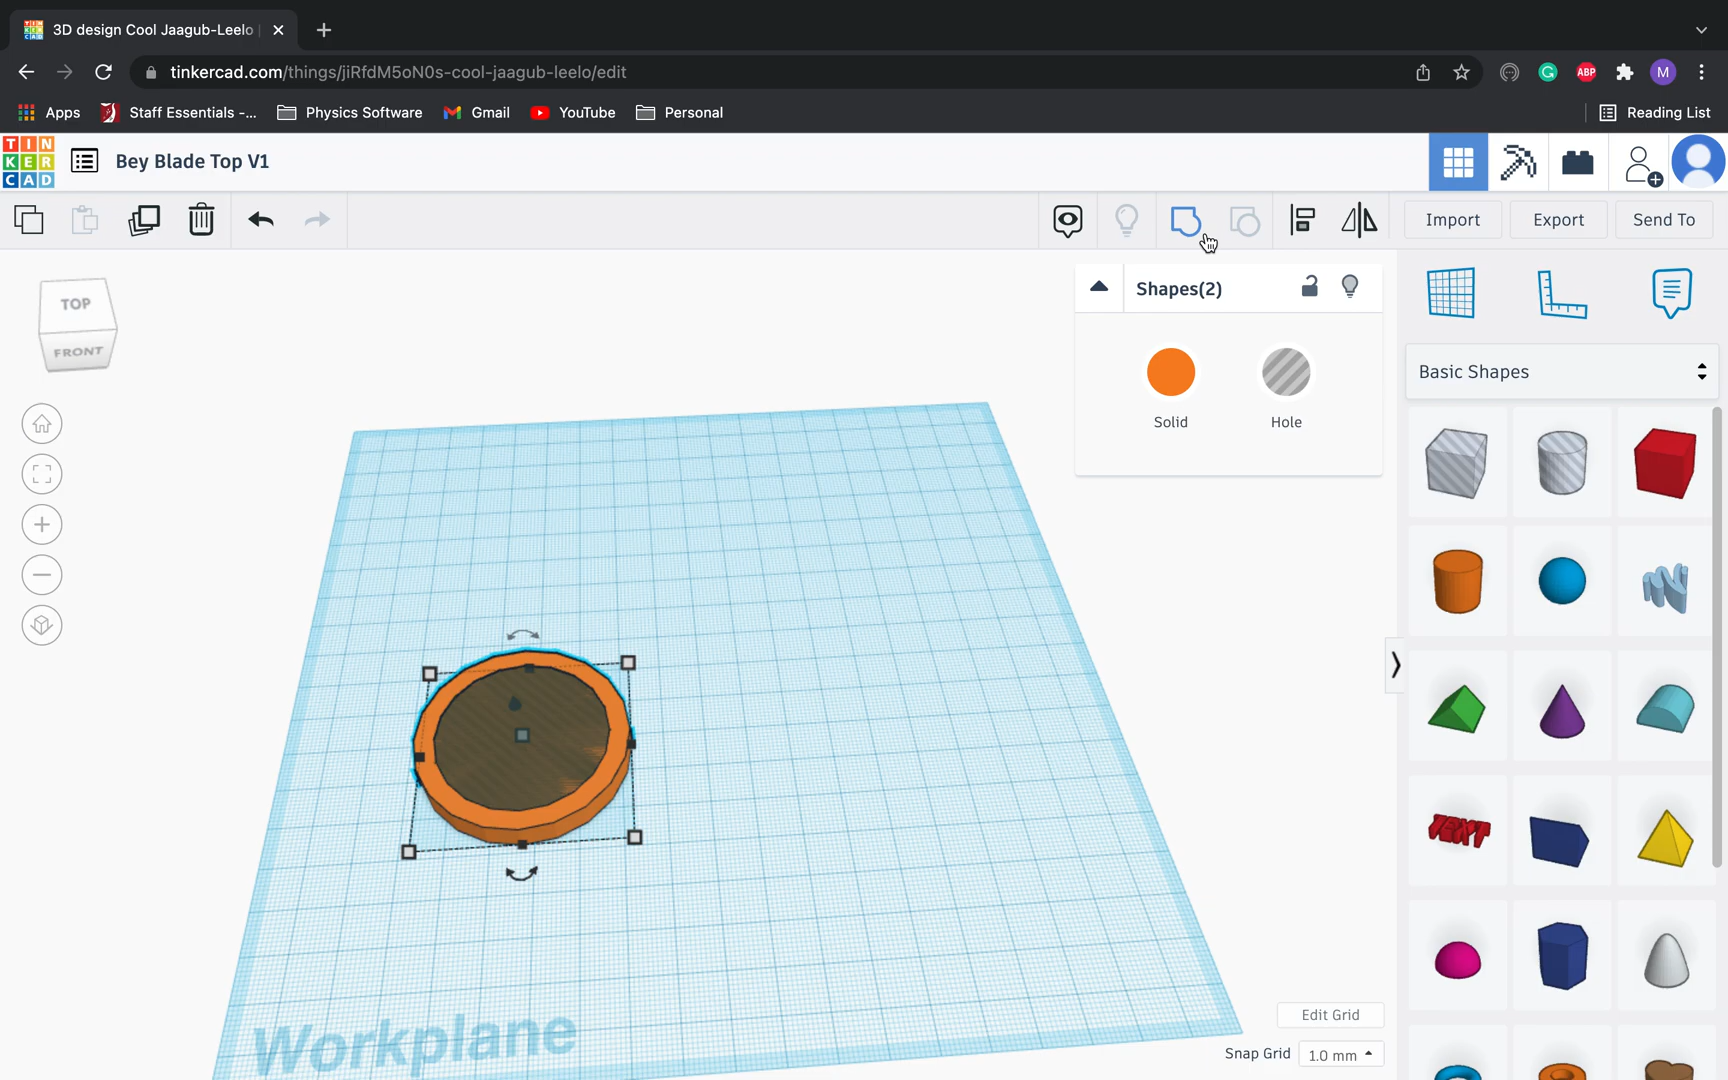 3D design Cool Jaagub-Leelo
tinkercad.com/things/jiRfdM5oN0s-cool-jaagub-leelo/edit
ABP
M
Apps
Staff Essentials -...
Physics Software
Gmail
YouTube
Personal
Reading List
TIN
KER
CAD
Bey Blade Top V1
Import
Export
Send To
TOP
FRONT
Shapes(2)
Solid
Hole
Basic Shapes
TEXT
Workplane
Edit Grid
Snap Grid
1.0 mm